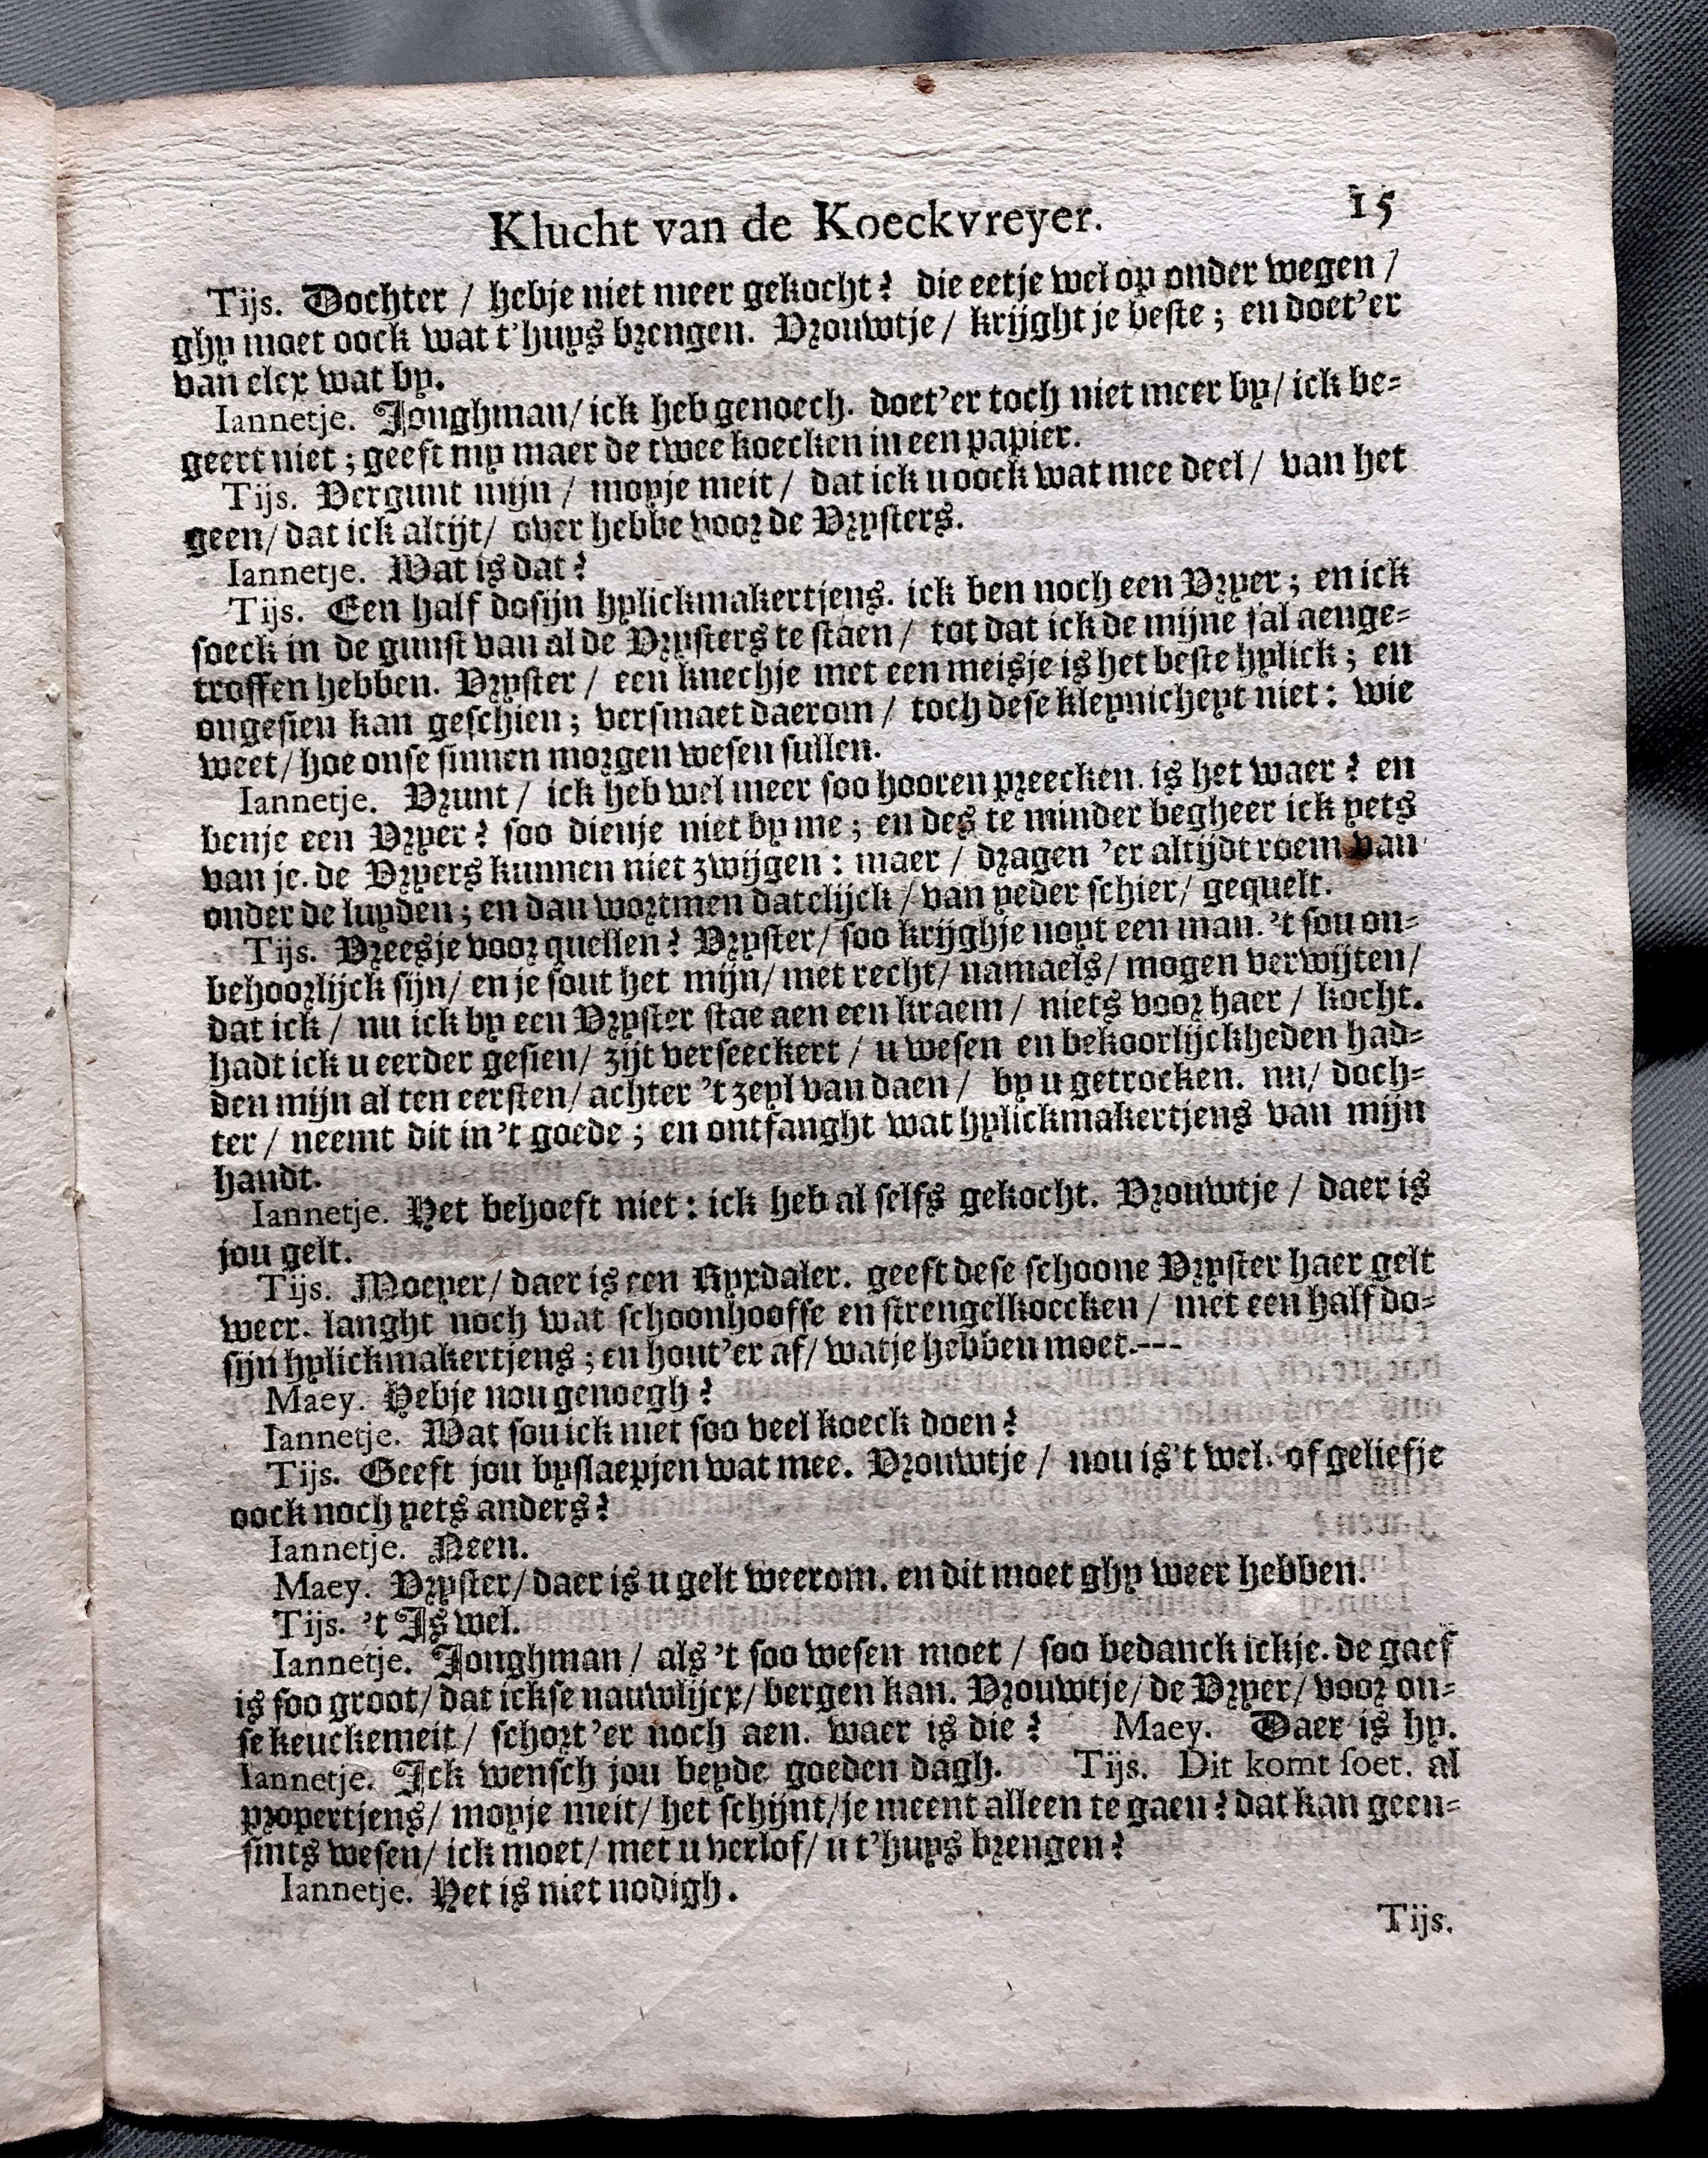 Klucht van de Koeckvreyer. 15
Tijs. Dochter / hebje niet meer gekocht? die eetje wel op onder wegen /
ghy moet oock wat t'huys brengen. Vrouwtje / krijght je beste; en doet'er
van elcx wat by.
Iannetje. Jonghman/ ick heb genoech. doet'er toch niet meer by/ ick be-
geert niet; geeft my maer de twee koecken in een papier.
Tijs. Vergunt mijn / moyje meit / dat ick u oock wat mee deel / van het
geen/ dat ick altijt/ over hebbe voor de Vrysters.
Iannetje. Wat is dat?
Tijs. Een half dosijn hylickmakertjens. ick ben noch een Vryer; en ick
soeck in de gunst van al de Vrysters te staen / tot dat ick de mijne sal aenge-
troffen hebben. Vryster / een knechje met een meisje is het beste hylick; en
ongesien kan geschien; versmaet daerom / toch dese kleynicheyt niet: wie
weet/ hoe onse sinnen morgen wesen sullen.
Iannetje. Vrunt / ick heb wel meer soo hooren preecken. is het waer? en
benje een Vryer? soo dienje niet by me; en des te minder begheer ick yets
van je. de Vryers kunnen niet zwijgen: maer / dragen 'er altijdt roem van
onder de luyden; en dan wortmen datelijck / van yeder schier/ gequelt.
Tijs. Vreesje voor quellen? Vryster/ soo krijghje noyt een man. 't sou on-
behoorlijck sijn/ en je sout het mijn/ met recht/ namaels/ mogen verwijten/
dat ick / nu ick by een Vryster stae aen een kraem / niets voor haer / kocht.
hadt ick u eerder gesien/ zijt verseeckert / u wesen en bekoorlijckheden had-
den mijn al ten eersten/ achter 't zeyl van daen / by u getrocken. nu/ doch-
ter / neemt dit in 't goede; en ontfanght wat hylickmakertjens van mijn
handt.
Iannetje. Het behoeft niet: ick heb al selfs gekocht. Vrouwtje / daer is
jou gelt.
Tijs. Moeyer/ daer is een Ryxdaler. geeft dese schoone Vryster haer gelt
weer. langht noch wat schoonhoofse en strengelkoecken / met een half do-
sijn hylickmakertjens; en hout'er af/ watje hebben moet.---
Maey. Hebje nou genoegh?
Iannetje. Wat sou ick met soo veel koeck doen?
Tijs. Geeft jou byslaepjen wat mee. Vrouwtje / nou is't wel. of geliefje
oock noch yets anders?
Iannetje. Neen.
Maey. Vryster/ daer is u gelt weerom. en dit moet ghy weer hebben.
Tijs. 't Is wel.
Iannetje. Jonghman / als 't soo wesen moet / soo bedanck ickje. de gaef
is soo groot/ dat ickse nauwlijcx/ bergen kan. Vrouwtje/ de Vryer/ voor on-
se keuckemeit / schort 'er noch aen. waer is die? Maey. Daer is hy.
Iannetje. Ick wensch jou beyde goeden dagh. Tijs. Dit komt soet. al
propertjens/ moyje meit/ het schijnt/ je meent alleen te gaen? dat kan geen-
sints wesen/ ick moet/ met u verlof/ u t'huys brengen?
Iannetje. Het is niet nodigh.
Tijs.